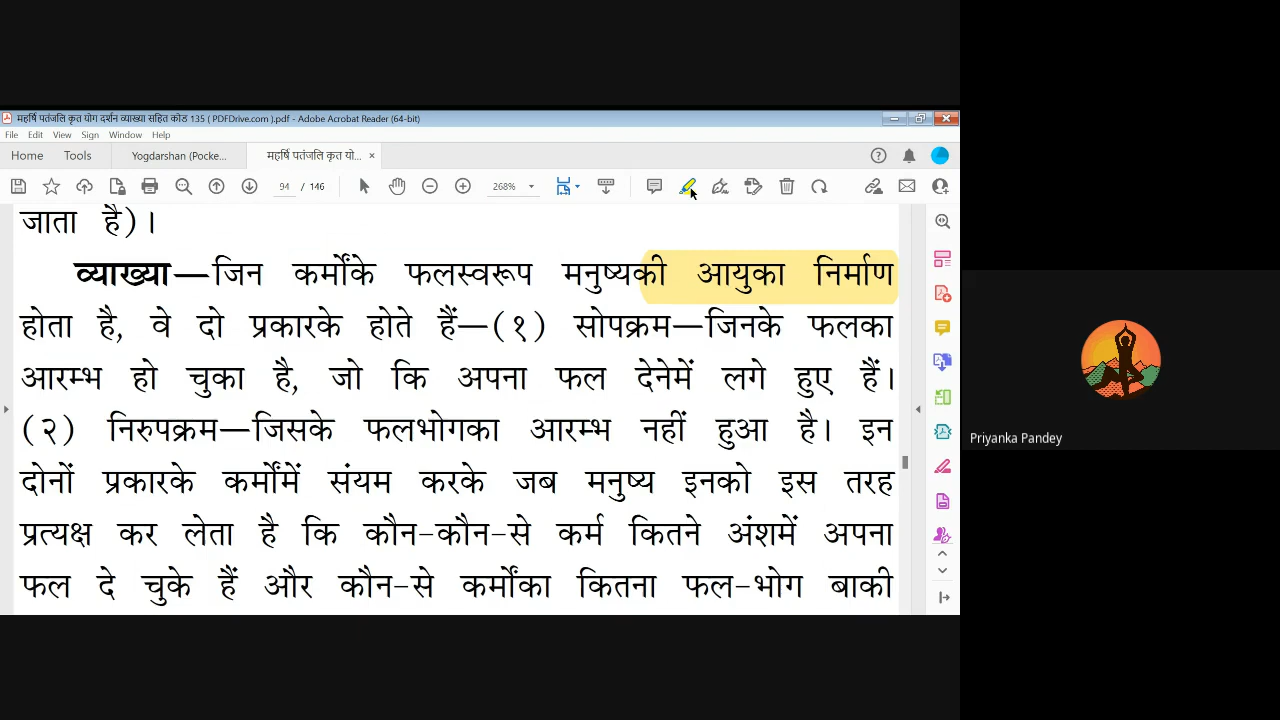 महर्षि पतंजलि कृत योग दर्शन व्याख्या सहित कोड 135 ( PDFDrive.com ).pdf - Adobe Acrobat Reader (64-bit)
File Edit View Sign Window Help
Home Tools Yogdarshan (Pocke... महर्षि पतंजलि कृत यो... ×
94 / 146 268%
जाता है)।
व्याख्या—जिन कर्मोंके फलस्वरूप मनुष्यकी आयुका निर्माण
होता है, वे दो प्रकारके होते हैं—(१) सोपक्रम—जिनके फलका
आरम्भ हो चुका है, जो कि अपना फल देनेमें लगे हुए हैं।
(२) निरुपक्रम—जिसके फलभोगका आरम्भ नहीं हुआ है। इन
दोनों प्रकारके कर्मोंमें संयम करके जब मनुष्य इनको इस तरह
प्रत्यक्ष कर लेता है कि कौन-कौन-से कर्म कितने अंशमें अपना
फल दे चुके हैं और कौन-से कर्मोंका कितना फल-भोग बाकी
Priyanka Pandey